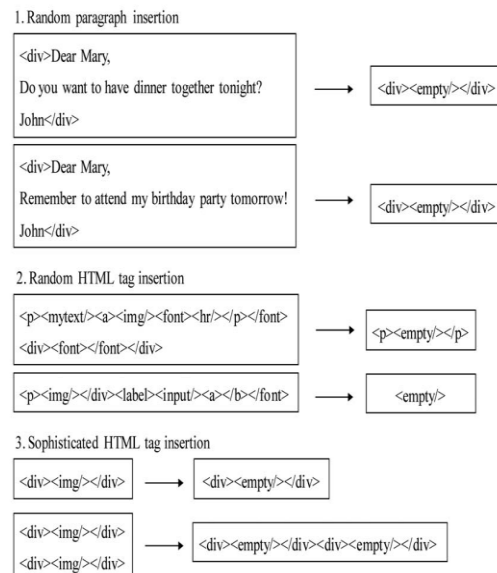 1. Random paragraph insertion
<div>Dear Mary,
Do you want to have dinner together tonight?
John</div>
<div><empty/></div>
<div>Dear Mary,
Remember to attend my birthday party tomorrow!
John</div>
<div><empty/></div>
2. Random HTML tag insertion
<p><mytext/><a><img/><font><hr/></p></font>
<div><font></font></div>
<p><empty/></p>
<p><img/></div><label><input/><a></b></font>
<empty/>
3. Sophisticated HTML tag insertion
<div><img/></div>
<div><empty/></div>
<div><img/></div>
<div><img/></div>
<div><empty/></div><div><empty/></div>